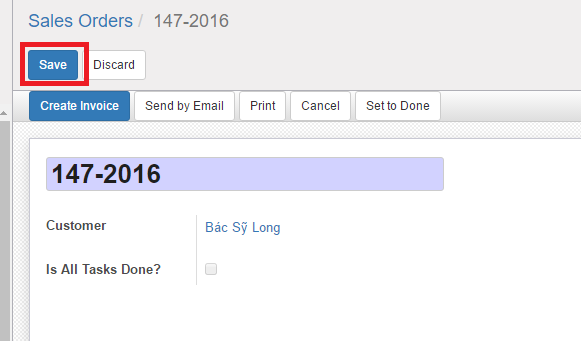 Sales Orders / 147-2016
Save Discard
Create Invoice Send by Email Print Cancel Set to Done
147-2016
Customer Bác Sỹ Long
Is All Tasks Done?